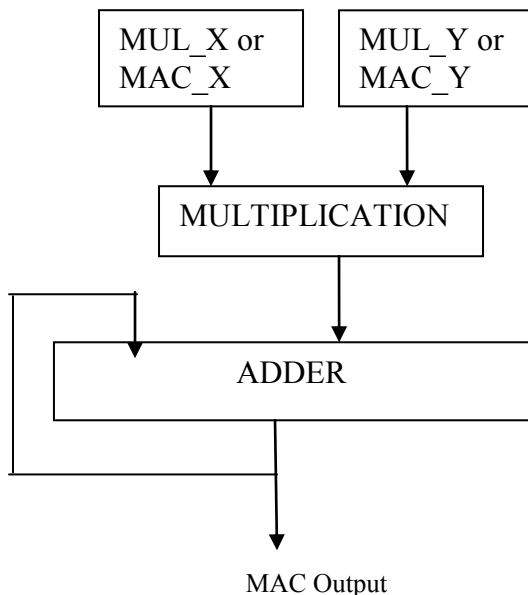 MUL_X or
MAC_X
MUL_Y or
MAC_Y
MULTIPLICATION
ADDER
MAC Output